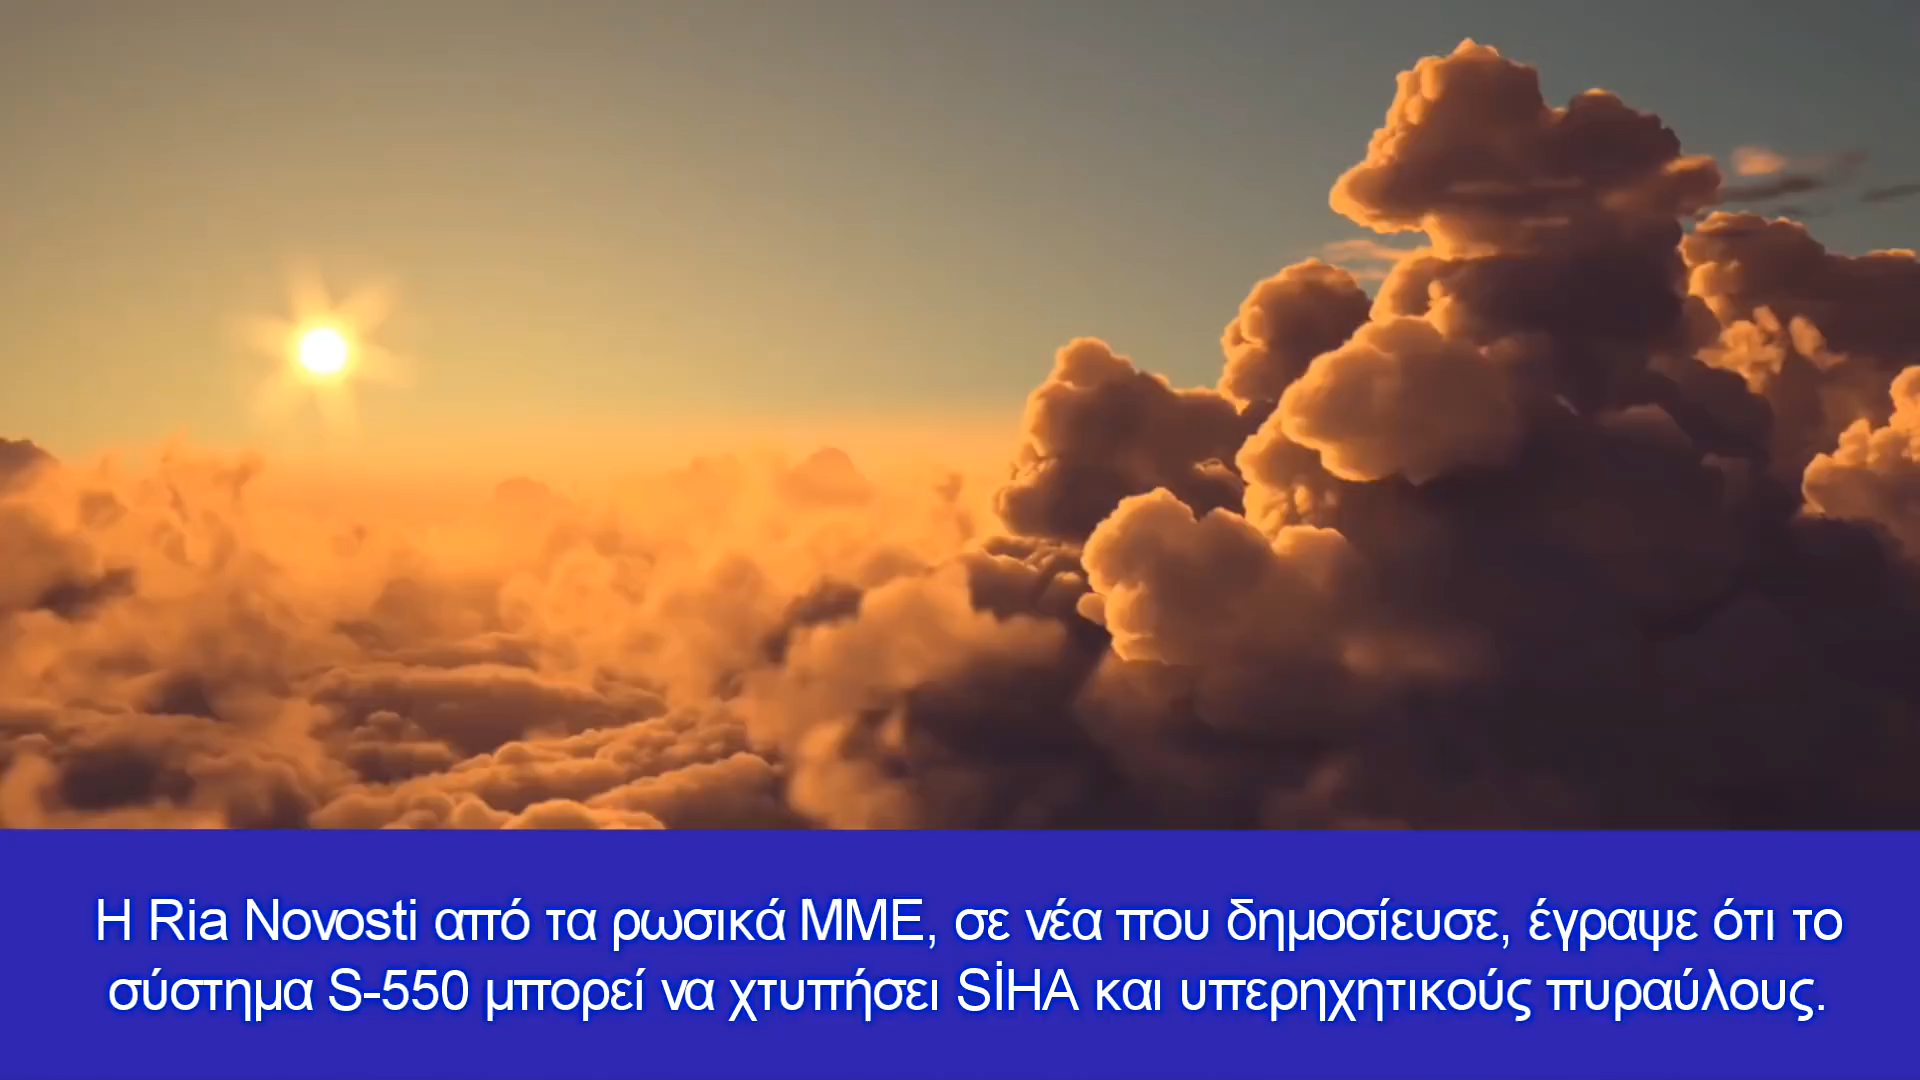 Η Ria Novosti από τα ρωσικά ΜΜΕ, σε νέα που δημοσίευσε, έγραψε ότι το
σύστημα S-550 μπορεί να χτυπήσει SİHA και υπερηχητικούς πυραύλους.